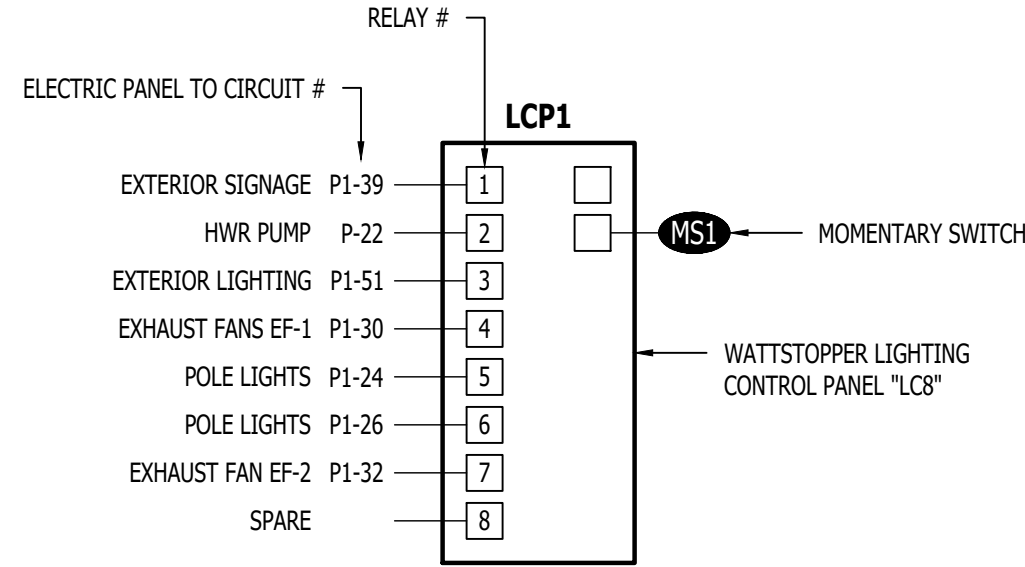 RELAY #
ELECTRIC PANEL TO CIRCUIT #
LCP1
EXTERIOR SIGNAGE P1-39 1
HWR PUMP P-22 2 MS1 MOMENTARY SWITCH
EXTERIOR LIGHTING P1-51 3
EXHAUST FANS EF-1 P1-30 4
WATTSTOPPER LIGHTING
CONTROL PANEL "LC8"
POLE LIGHTS P1-24 5
POLE LIGHTS P1-26 6
EXHAUST FAN EF-2 P1-32 7
SPARE 8